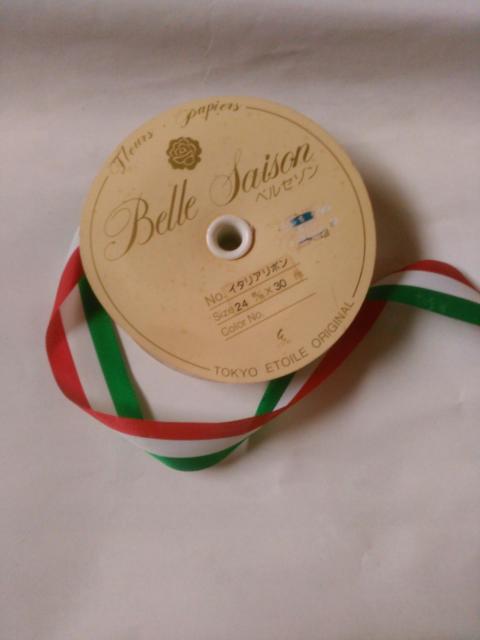 Fleurs · papiers
Belle Saison
ベルセゾン
No. イタリアリボン
Size 24 % × 30
Color No.
TOKYO ETOILE ORIGINAL